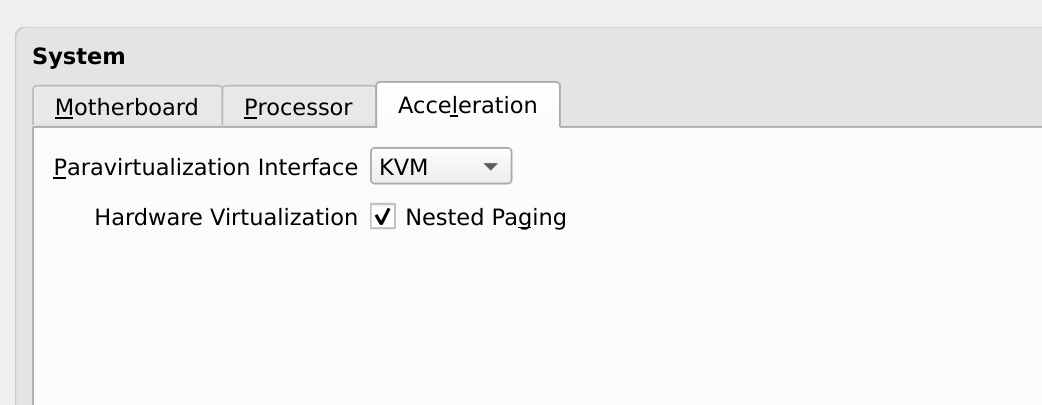 System
Motherboard Processor Acceleration
Paravirtualization Interface KVM
Hardware Virtualization Nested Paging